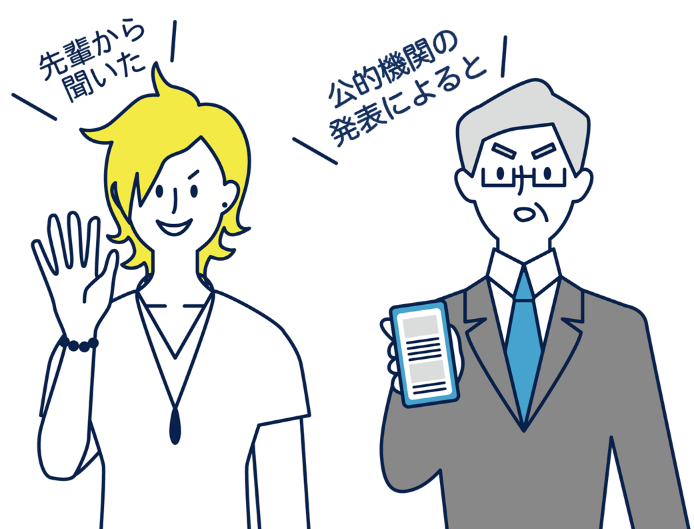 先輩から
聞いた
公的機関の
発表によると